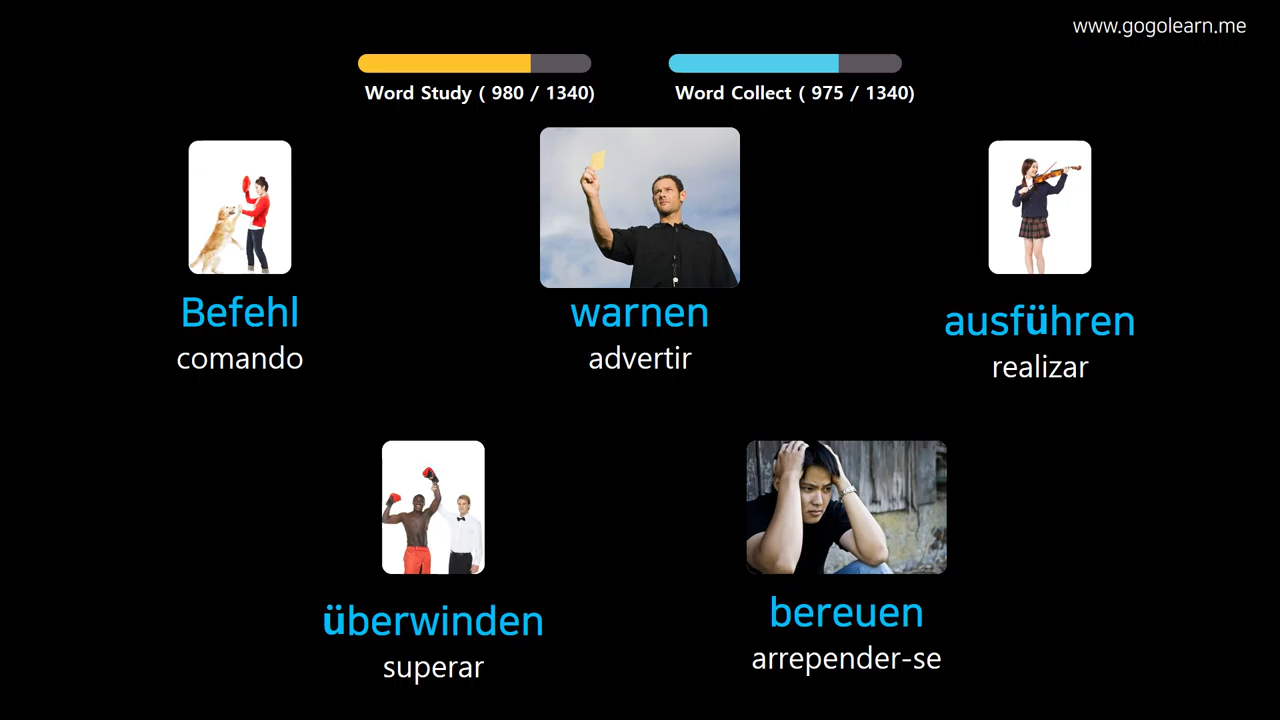 www.gogolearn.me
Word Study ( 980 / 1340)
Word Collect ( 975 / 1340)
Befehl
comando
warnen
advertir
ausführen
realizar
überwinden
superar
bereuen
arrepender-se